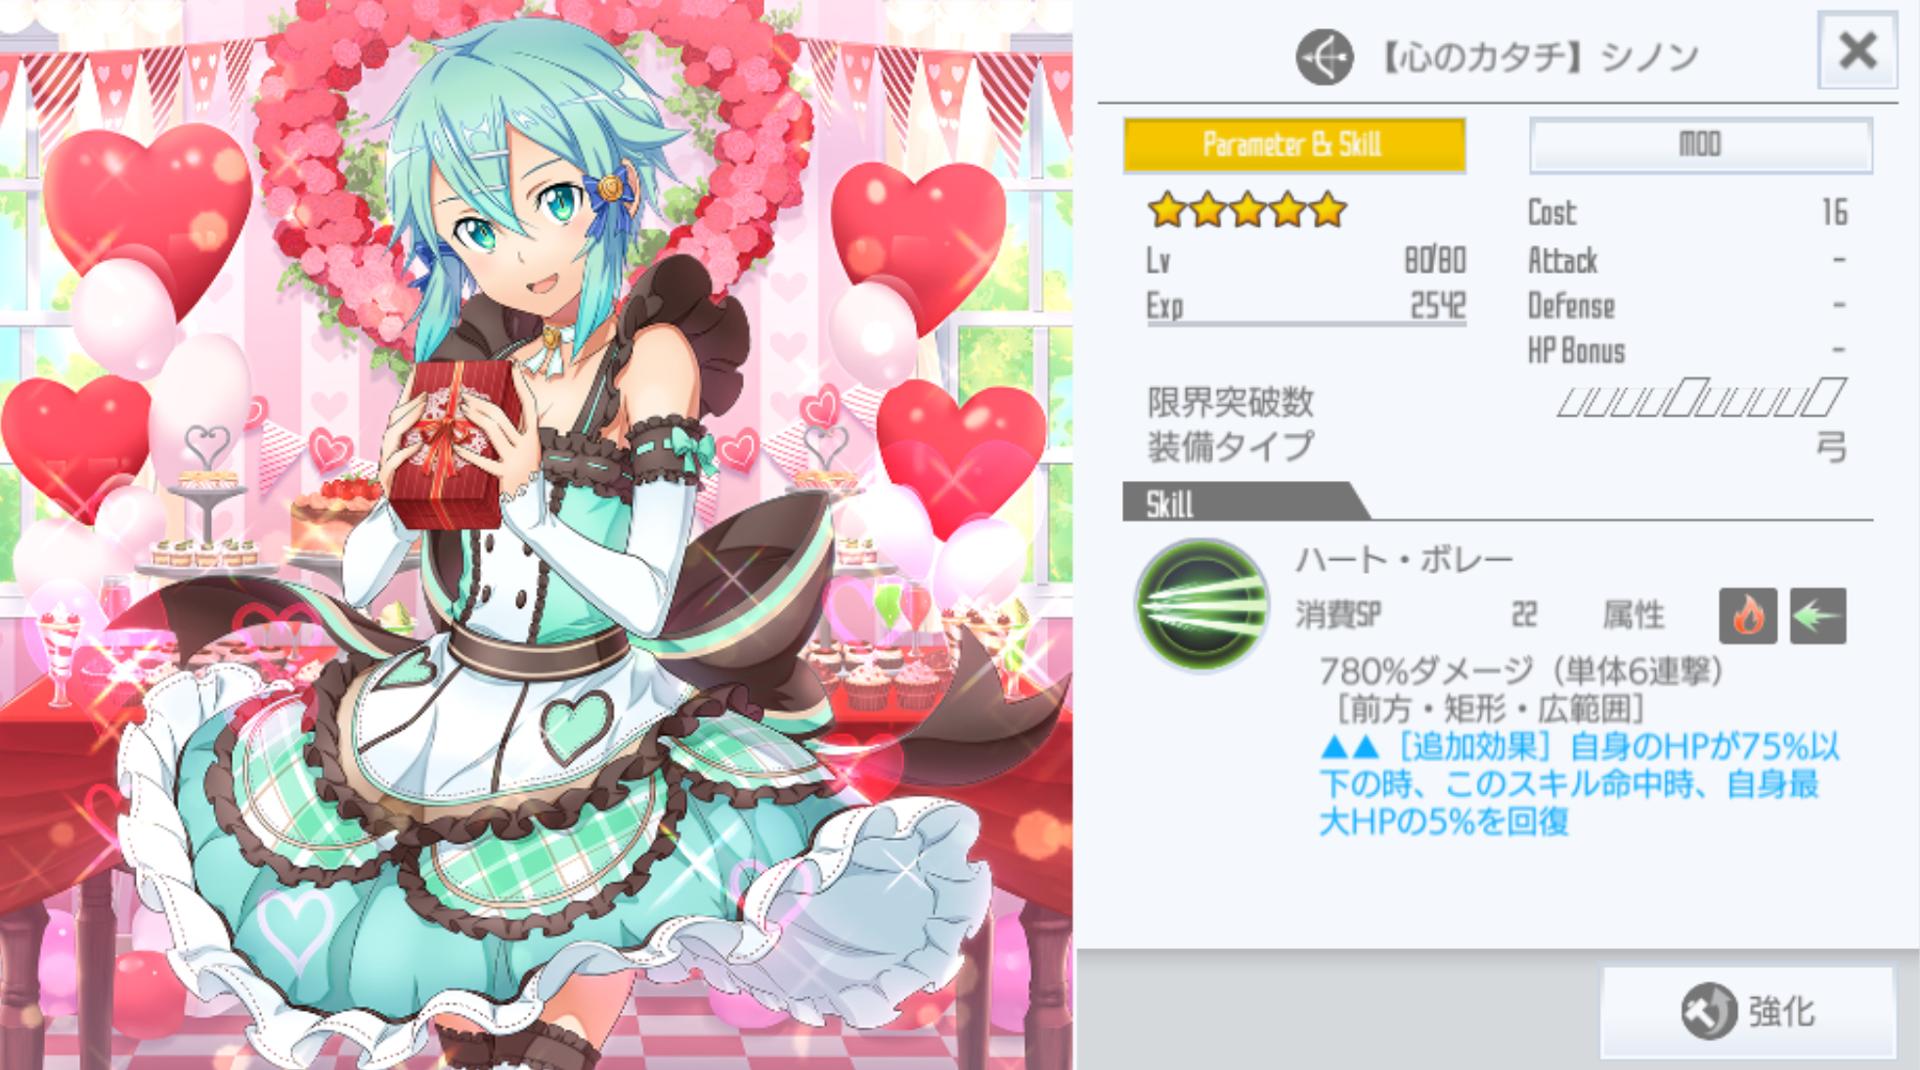 【心のカタチ】シノン
Parameter & Skill
MOD
Lv 80/80
Exp 2542
Cost 16
Attack -
Defense -
HP Bonus -
限界突破数
装備タイプ 弓
Skill
ハート・ボレー
消費SP 22 属性
780%ダメージ（単体6連撃）
［前方・矩形・広範囲］
▲▲［追加効果］自身のHPが75%以
下の時、このスキル命中時、自身最
大HPの5%を回復
強化